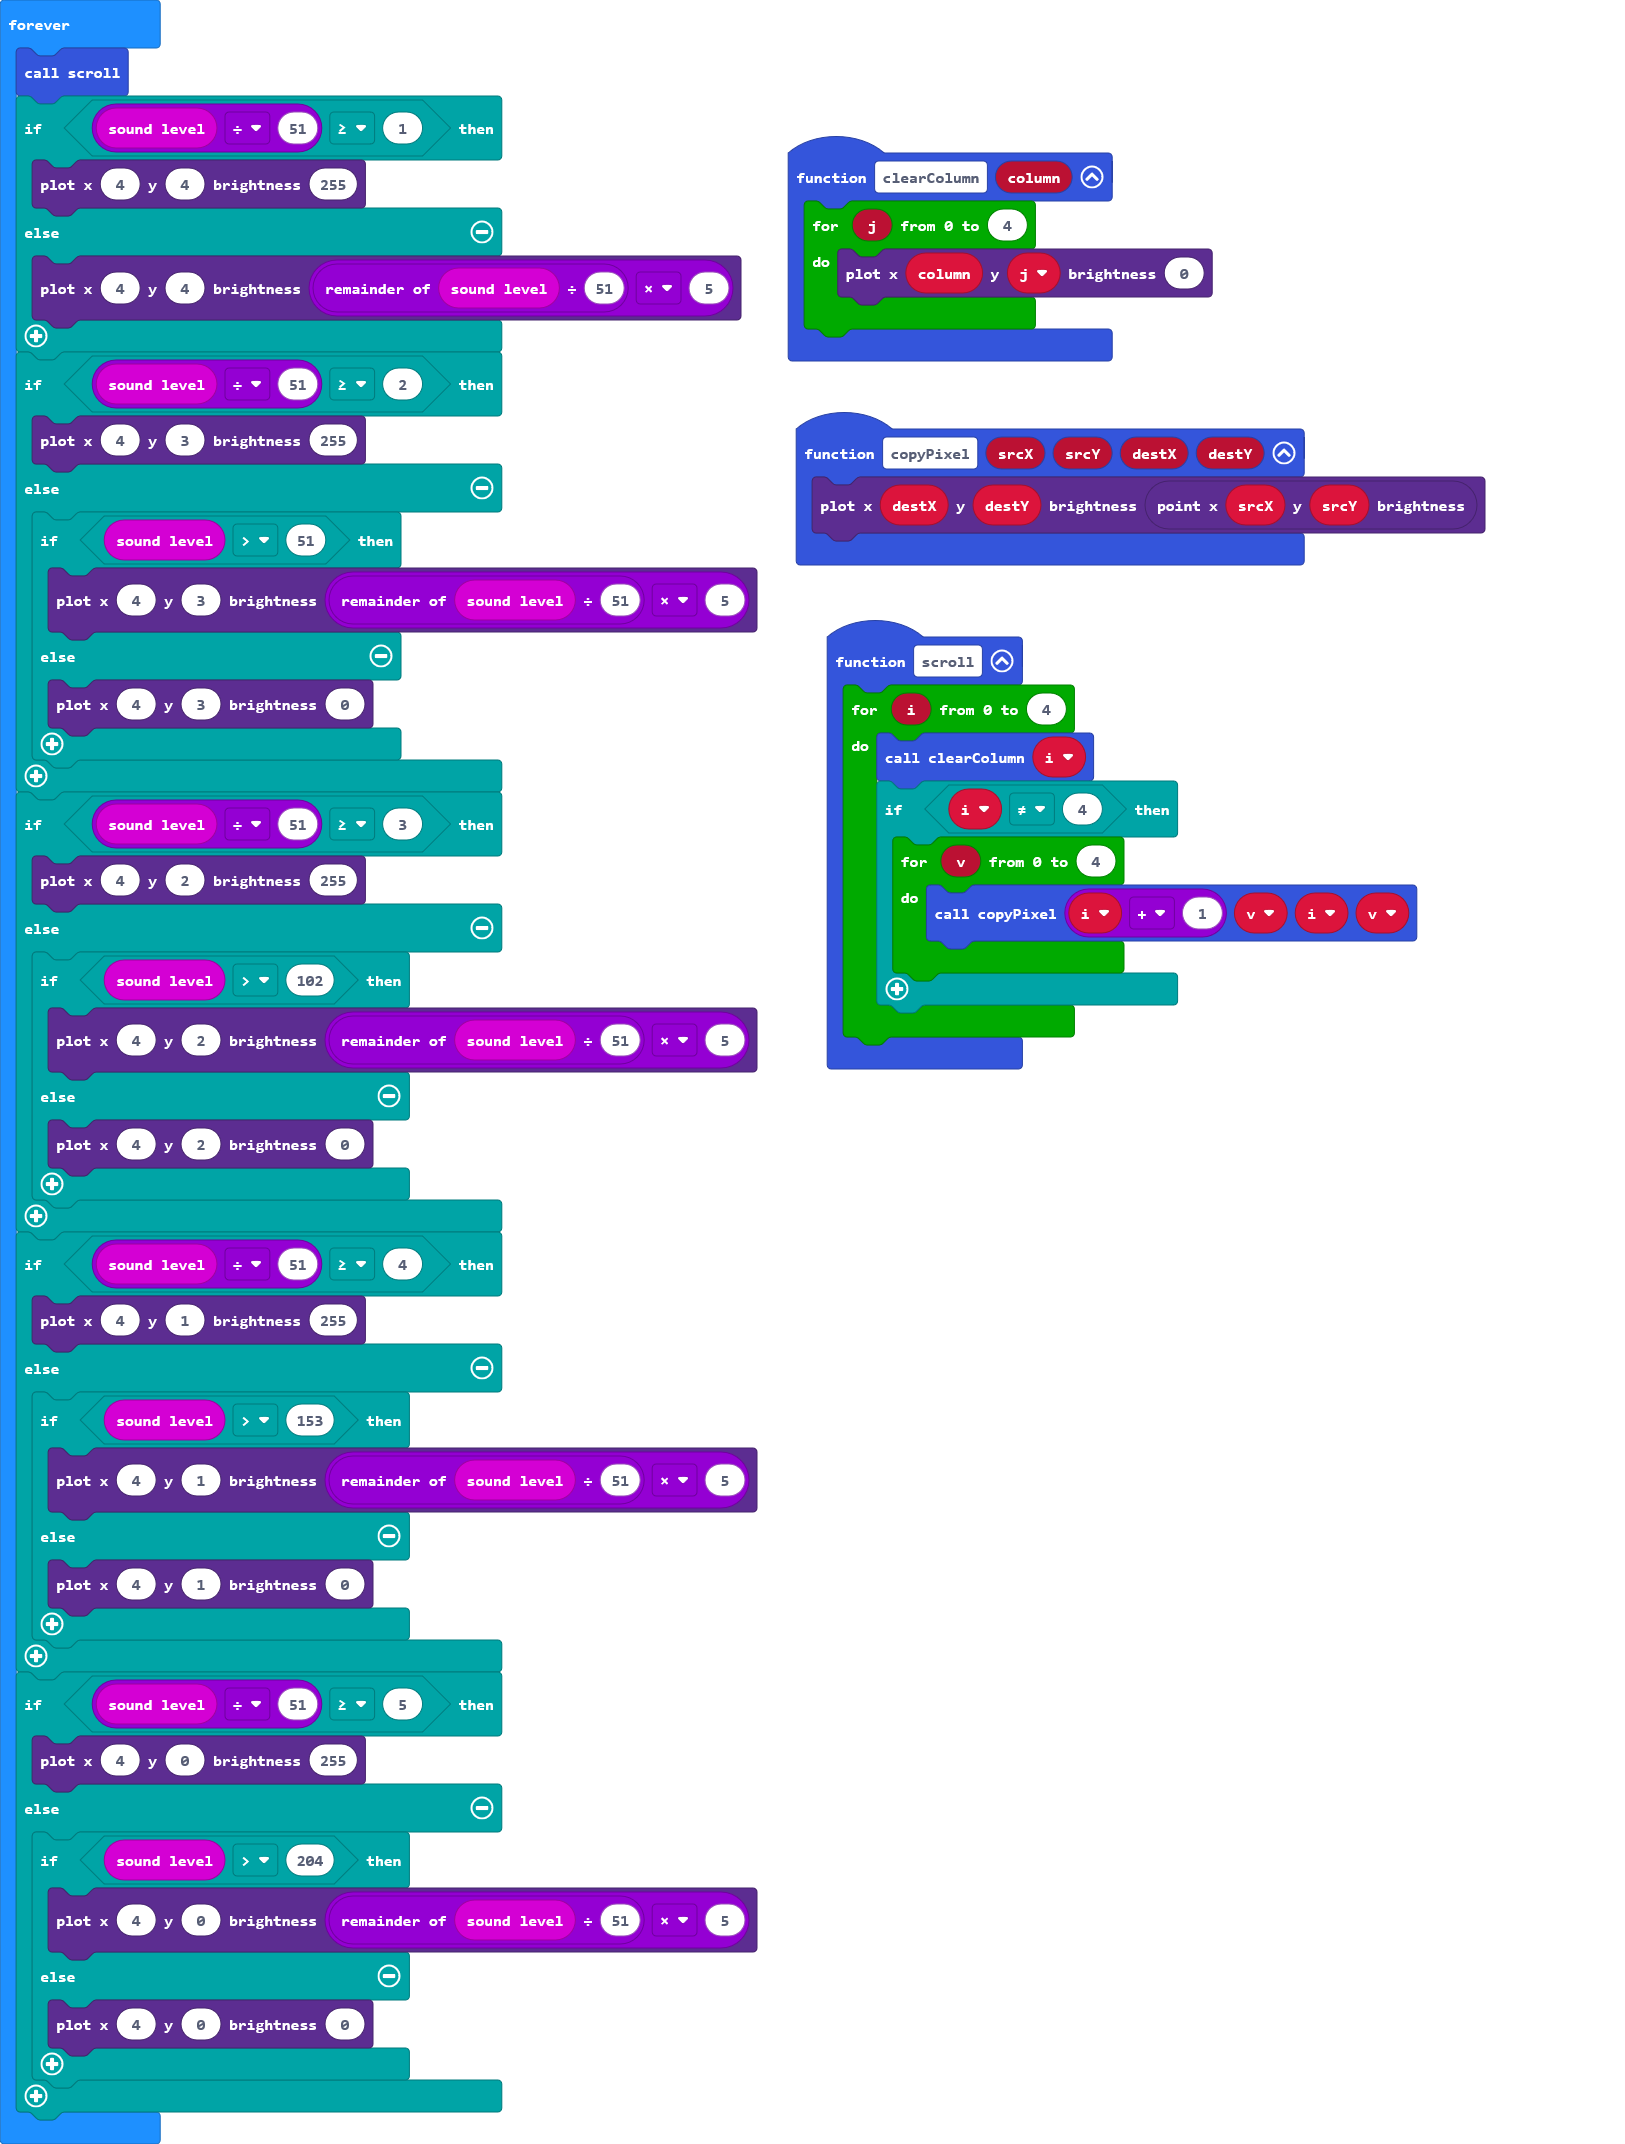 forever
call scroll
if sound level ÷ 51 ≥ 1 then
plot x 4 y 4 brightness 255
else
plot x 4 y 4 brightness remainder of sound level ÷ 51 × 5
if sound level ÷ 51 ≥ 2 then
plot x 4 y 3 brightness 255
else
if sound level > 51 then
plot x 4 y 3 brightness remainder of sound level ÷ 51 × 5
else
plot x 4 y 3 brightness 0
if sound level ÷ 51 ≥ 3 then
plot x 4 y 2 brightness 255
else
if sound level > 102 then
plot x 4 y 2 brightness remainder of sound level ÷ 51 × 5
else
plot x 4 y 2 brightness 0
if sound level ÷ 51 ≥ 4 then
plot x 4 y 1 brightness 255
else
if sound level > 153 then
plot x 4 y 1 brightness remainder of sound level ÷ 51 × 5
else
plot x 4 y 1 brightness 0
if sound level ÷ 51 ≥ 5 then
plot x 4 y 0 brightness 255
else
if sound level > 204 then
plot x 4 y 0 brightness remainder of sound level ÷ 51 × 5
else
plot x 4 y 0 brightness 0
function clearColumn column
for j from 0 to 4
do
plot x column y j brightness 0
function copyPixel srcX srcY destX destY
plot x destX y destY brightness point x srcX y srcY brightness
function scroll
for i from 0 to 4
do
call clearColumn i
if i ≠ 4 then
for v from 0 to 4
do
call copyPixel i + 1 v i v